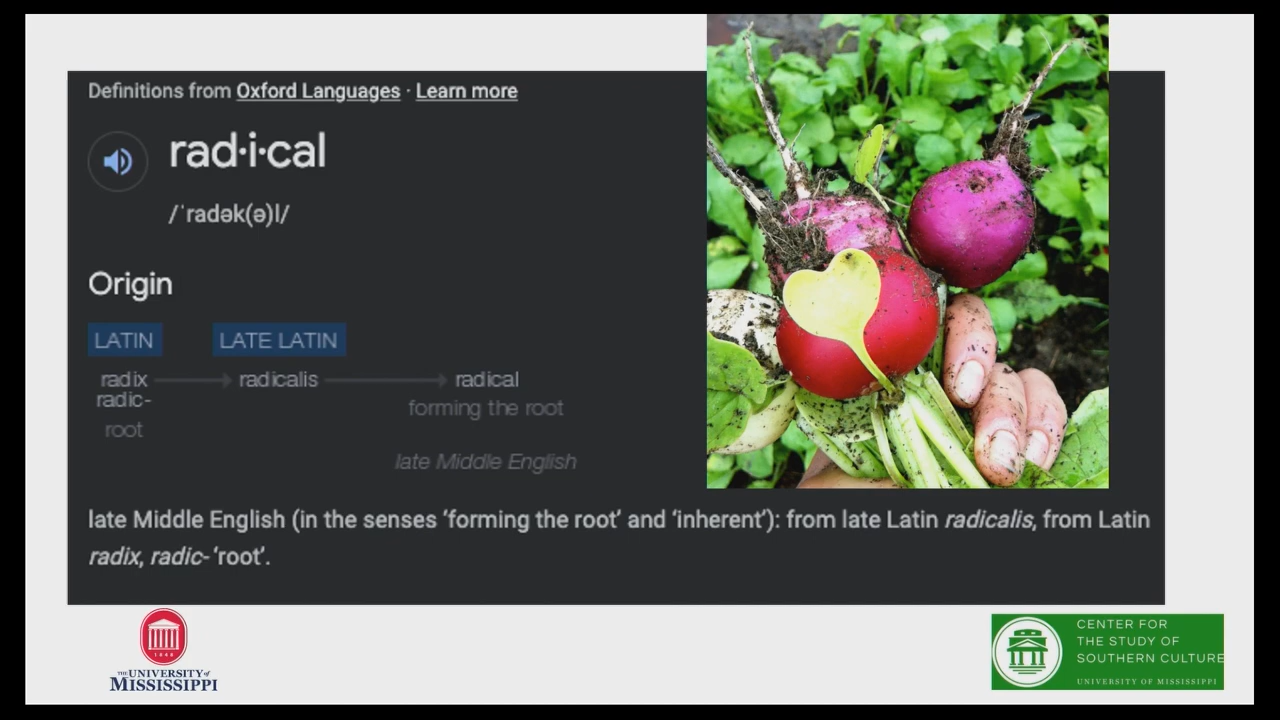 Definitions from Oxford Languages · Learn more
rad·i·cal
/ˈradək(ə)l/
Origin
LATIN
LATE LATIN
radix
radicalis
radical
radic-
forming the root
root
late Middle English
late Middle English (in the senses ‘forming the root’ and ‘inherent’): from late Latin radicalis, from Latin
radix, radic- ‘root’.
1848
THE UNIVERSITY of
MISSISSIPPI
CENTER FOR
THE STUDY OF
SOUTHERN CULTURE
UNIVERSITY OF MISSISSIPPI